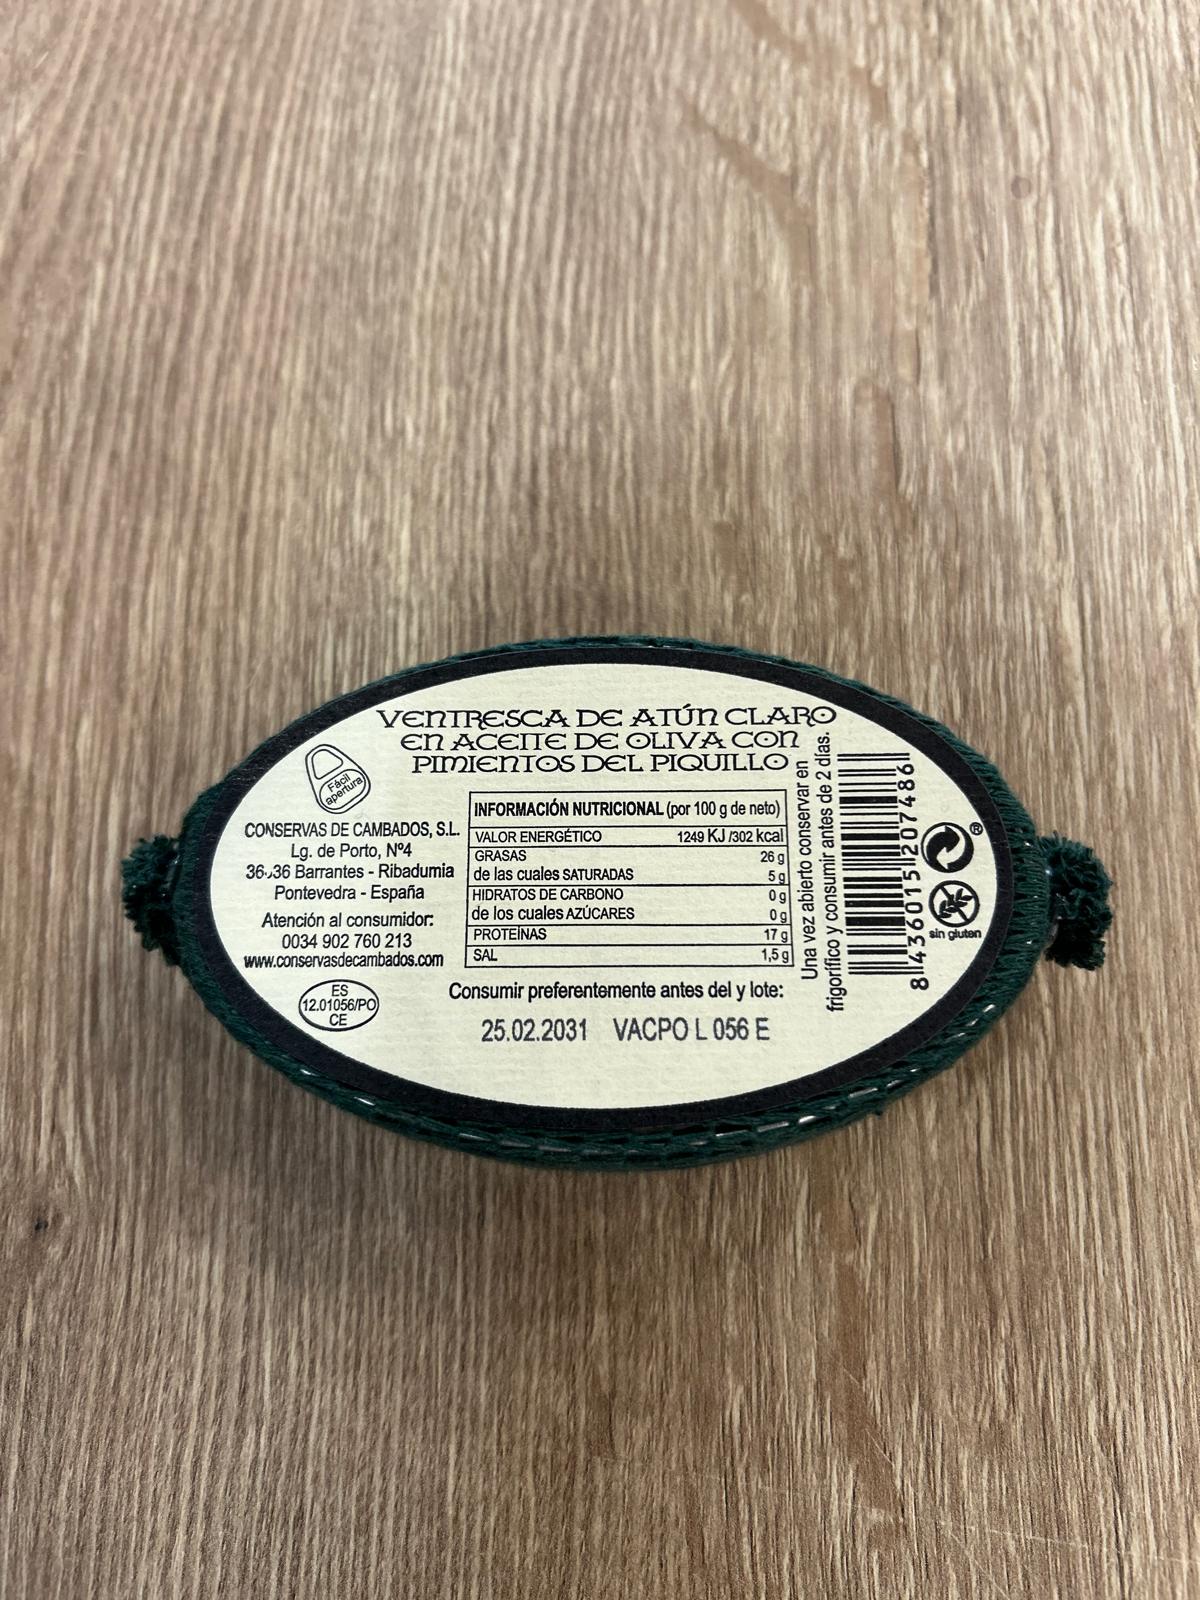 VENTRESCA DE ATÚN CLARO
EN ACEITE DE OLIVA CON
PIMIENTOS DEL PIQUILLO
Fácil
apertura
CONSERVAS DE CAMBADOS, S.L.
Lg. de Porto, Nº4
Barrantes - Ribadumia
Pontevedra - España
Atención al consumidor:
0034 902 760 213
www.conservasdecambados.com
ES
12.01056/PO
CE
INFORMACIÓN NUTRICIONAL (por 100 g de neto)
VALOR ENERGÉTICO 1249 KJ /302 kcal
GRASAS 26 g
de las cuales SATURADAS 5 g
HIDRATOS DE CARBONO 0 g
de los cuales AZÚCARES 0 g
PROTEÍNAS 17 g
SAL 1,5 g
Consumir preferentemente antes del y lote:
25.02.2031 VACPO L 056 E
Una vez abierto conservar en
frigorífico y consumir antes de 2 días.
8 436015 207486
®
sin gluten